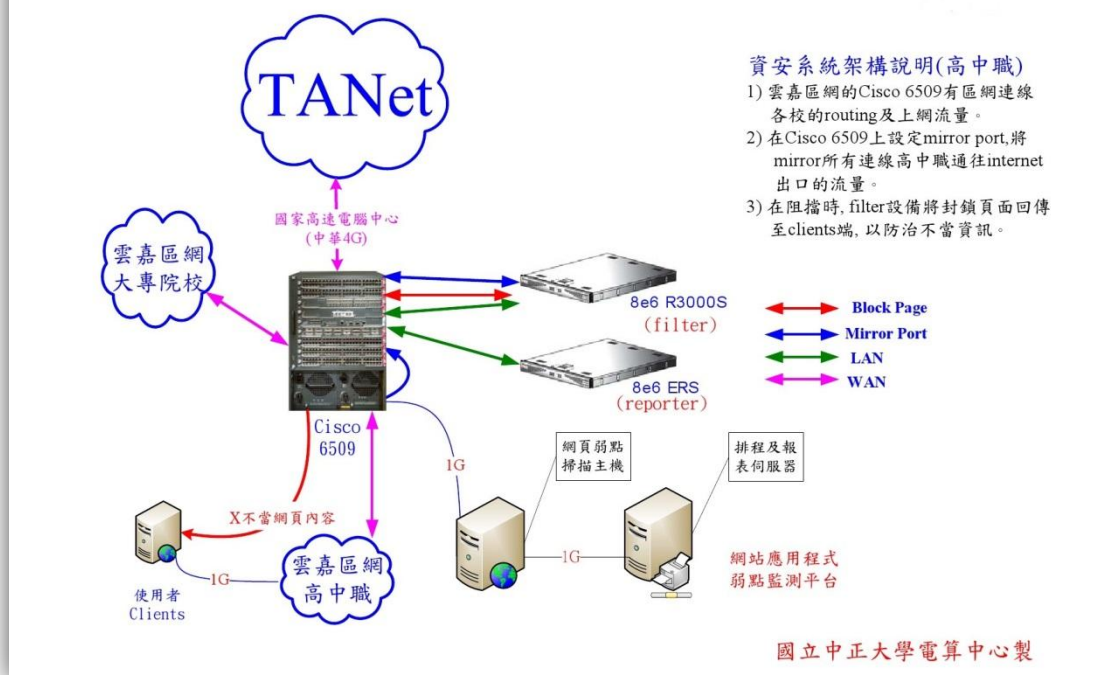 TANet
國家高速電腦中心
(中華4G)
雲嘉區網
大專院校
資安系統架構說明(高中職)
1) 雲嘉區網的Cisco 6509有區網連線
各校的routing及上網流量。
2) 在Cisco 6509上設定mirror port,將
mirror所有連線高中職通往internet
出口的流量。
3) 在阻擋時, filter設備將封鎖頁面回傳
至clients端, 以防治不當資訊。
8e6 R3000S
(filter)
8e6 ERS
(reporter)
Block Page
Mirror Port
LAN
WAN
Cisco
6509
1G
網頁弱點
掃描主機
排程及報
表伺服器
X不當網頁內容
使用者
Clients
1G
雲嘉區網
高中職
1G
網站應用程式
弱點監測平台
國立中正大學電算中心製